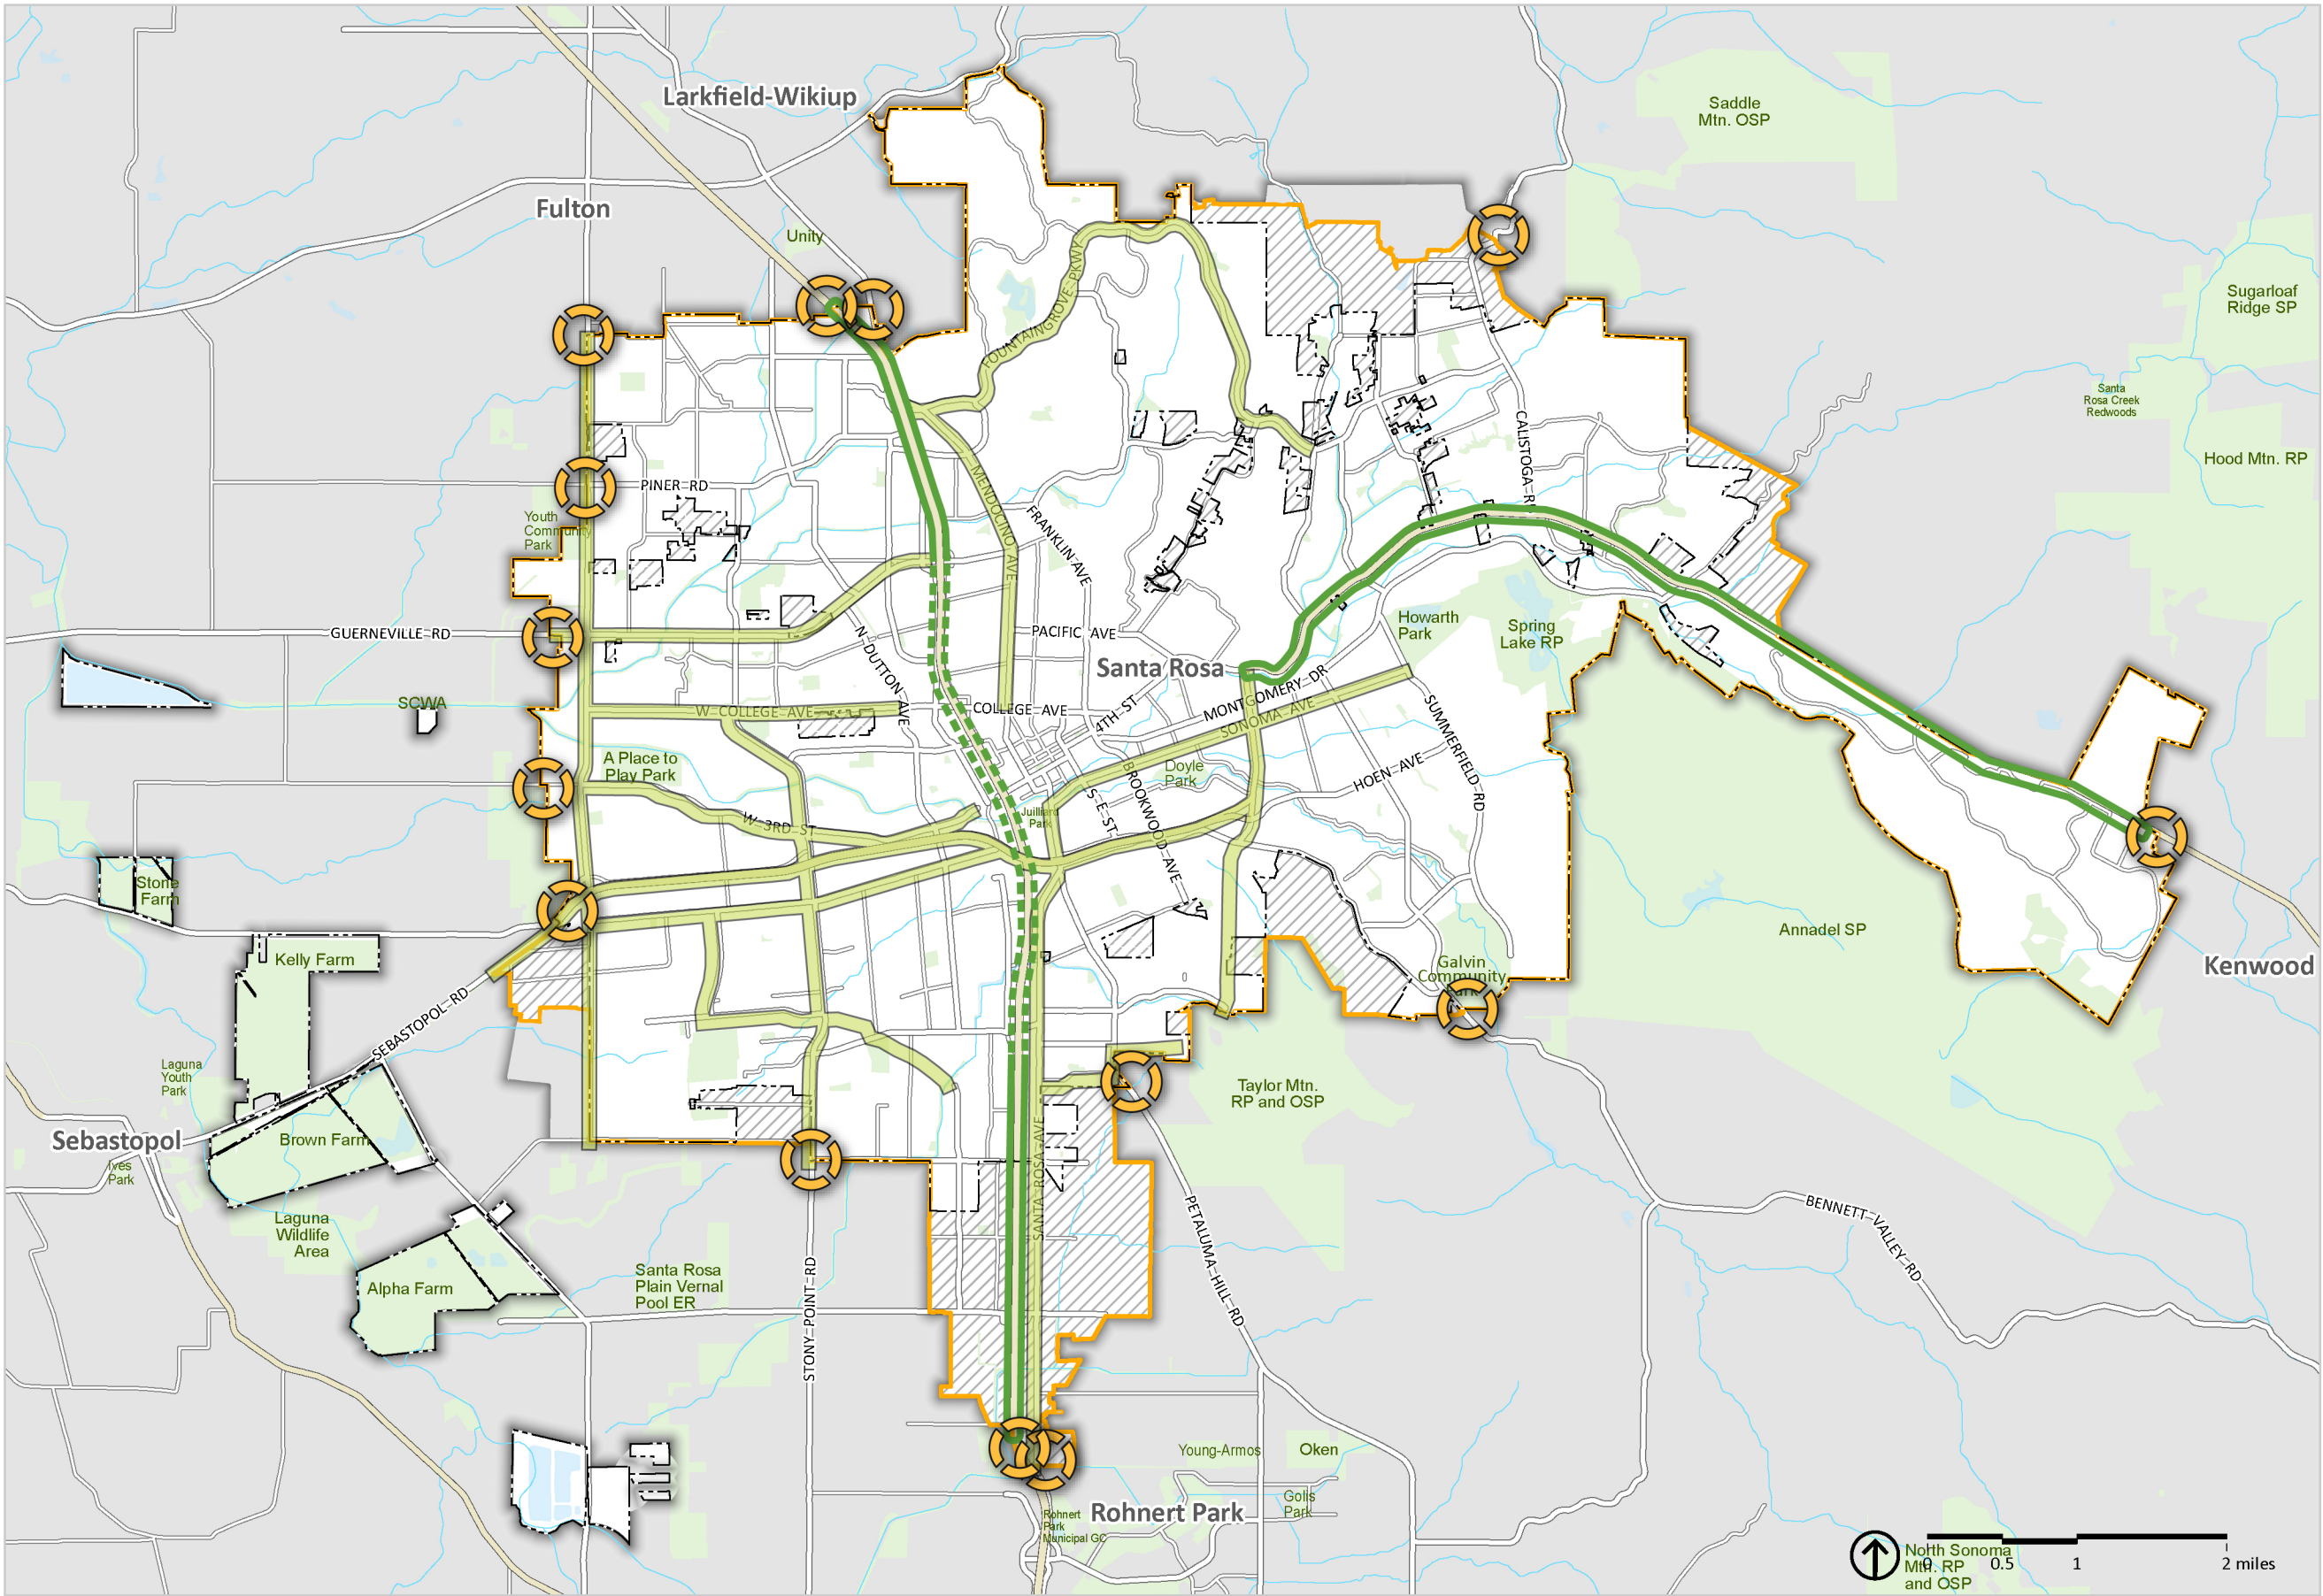 Larkfield-Wikiup
Saddle
Mtn. OSP
Fulton
Unity
Sugarloaf
Ridge SP
FOUNTAINGROVE PKWY
Santa
Rosa Creek
Redwoods
Hood Mtn. RP
CALISTOGA R
PINER RD
MENDOCINO AVE
FRANKLIN AVE
Youth
Community
Park
GUERNEVILLE RD
N DUTTON AVE
PACIFIC AVE
Howarth
Park
Spring
Lake RP
Santa Rosa
SCWA
W COLLEGE AVE
COLLEGE AVE
4TH ST
MONTGOMERY DR
SONOMA AVE
SUMMERFIELD RD
A Place to
Play Park
Doyle
Park
HOEN AVE
W 3RD ST
Juilliard
Park
S E ST
BROOKWOOD AVE
Stone
Farm
Annadel SP
Kelly Farm
Galvin
Community
Park
Kenwood
SEBASTOPOL RD
Laguna
Youth
Park
Taylor Mtn.
RP and OSP
Sebastopol
Brown Farm
Ives
Park
SANTA ROSA AVE
PETALUMA HILL RD
BENNETT VALLEY RD
Laguna
Wildlife
Area
Alpha Farm
Santa Rosa
Plain Vernal
Pool ER
STONY POINT RD
Young-Armos
Oken
Golis
Park
Rohnert Park
Rohnert
Park
Municipal GC
North Sonoma
Mtn. RP
and OSP
0 0.5 1 2 miles